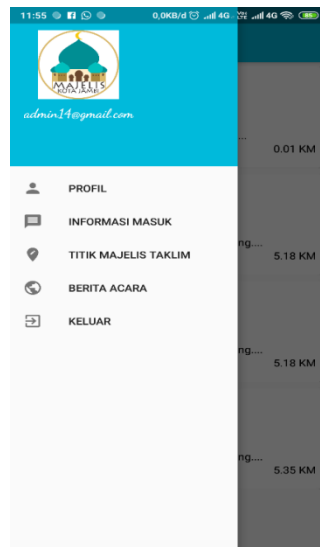 11:55
0,0KB/d
4G
4G
MAJELIS
KOTA JAMBI
admin14@gmail.com
...
0.01 KM
PROFIL
INFORMASI MASUK
TITIK MAJELIS TAKLIM
ng....
5.18 KM
BERITA ACARA
KELUAR
ng....
5.18 KM
ng....
5.35 KM